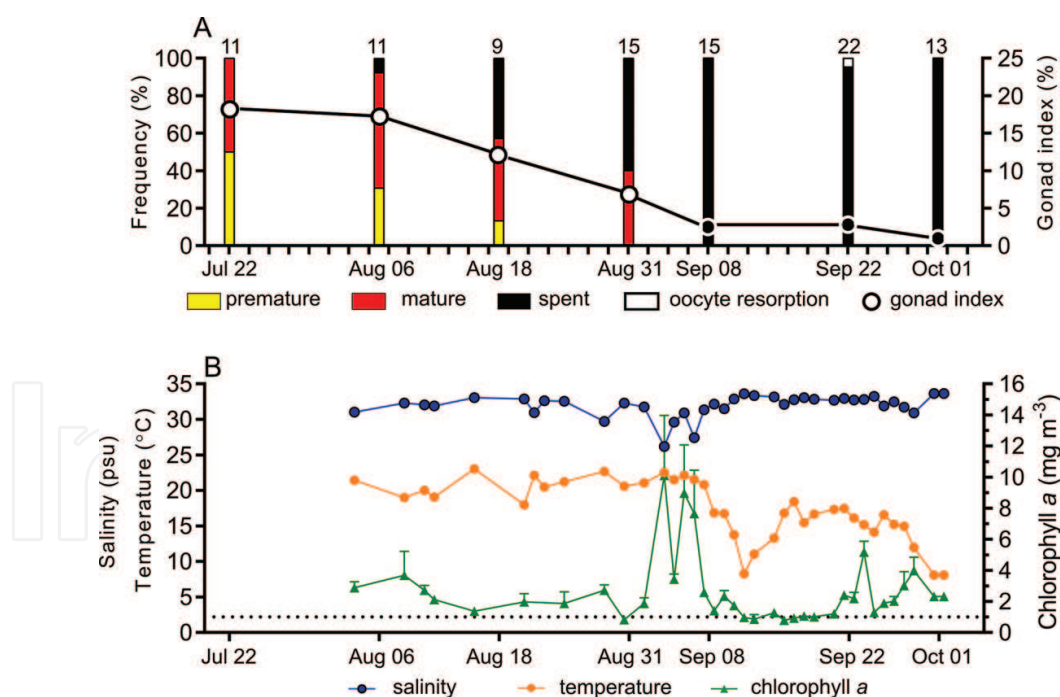 A
11 11 9 15 15 22 13
Frequency (%)
100
80
60
40
20
0
Gonad index (%)
25
20
15
10
5
0
Jul 22 Aug 06 Aug 18 Aug 31 Sep 08 Sep 22 Oct 01
premature mature spent oocyte resorption gonad index
B
Salinity (psu)
Temperature (°C)
35
30
25
20
15
10
5
0
Chlorophyll a (mg m-3)
16
14
12
10
8
6
4
2
0
Jul 22 Aug 06 Aug 18 Aug 31 Sep 08 Sep 22 Oct 01
salinity temperature chlorophyll a